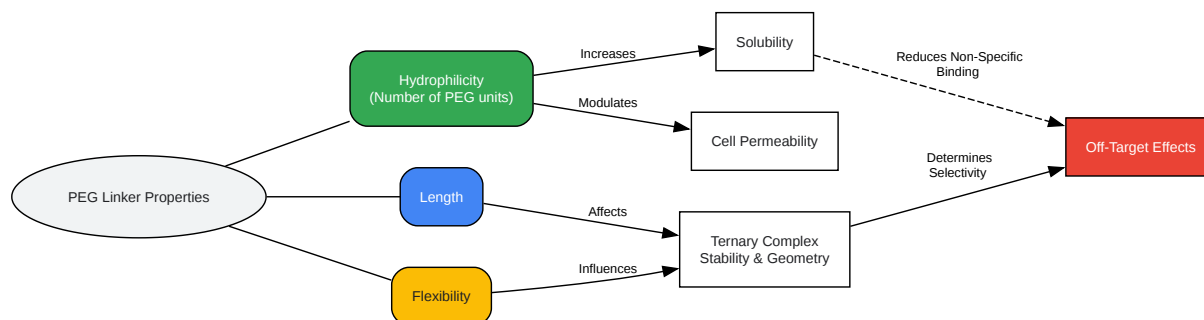 PEG Linker Properties
Hydrophilicity
(Number of PEG units)
Length
Flexibility
Increases
Modulates
Affects
Influences
Solubility
Cell Permeability
Ternary Complex
Stability & Geometry
Reduces Non-Specific
Binding
Determines
Selectivity
Off-Target Effects